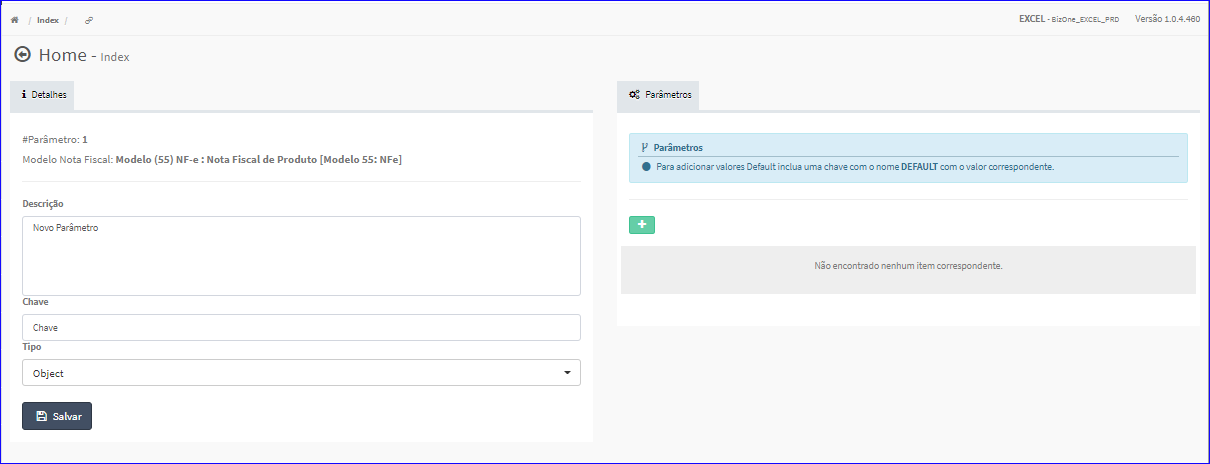 / Index /
EXCEL - BizOne_EXCEL_PRD Versão 1.0.4.460
Home - Index
Detalhes
#Parâmetro: 1
Modelo Nota Fiscal: Modelo (55) NF-e : Nota Fiscal de Produto [Modelo 55: NFe]
Descrição
Novo Parâmetro
Chave
Chave
Tipo
Object
Salvar
Parâmetros
Parâmetros
Para adicionar valores Default inclua uma chave com o nome DEFAULT com o valor correspondente.
Não encontrado nenhum item correspondente.